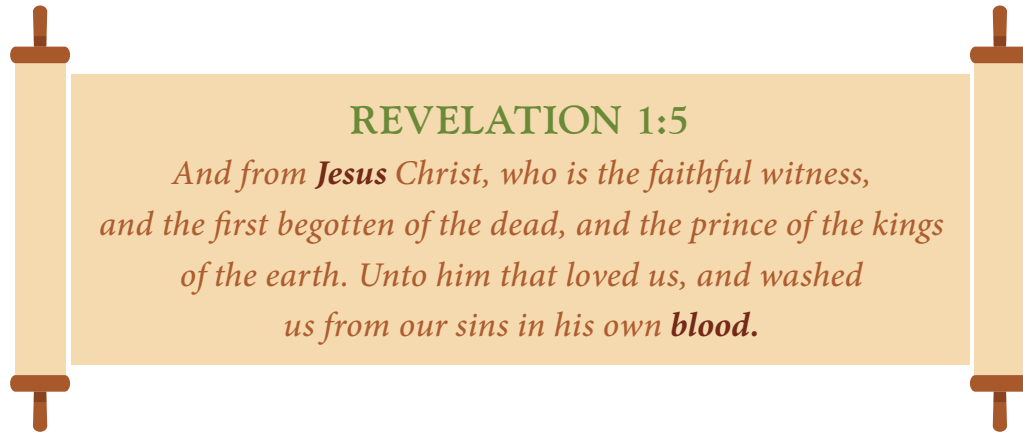 REVELATION 1:5
And from Jesus Christ, who is the faithful witness,
and the first begotten of the dead, and the prince of the kings
of the earth. Unto him that loved us, and washed
us from our sins in his own blood.